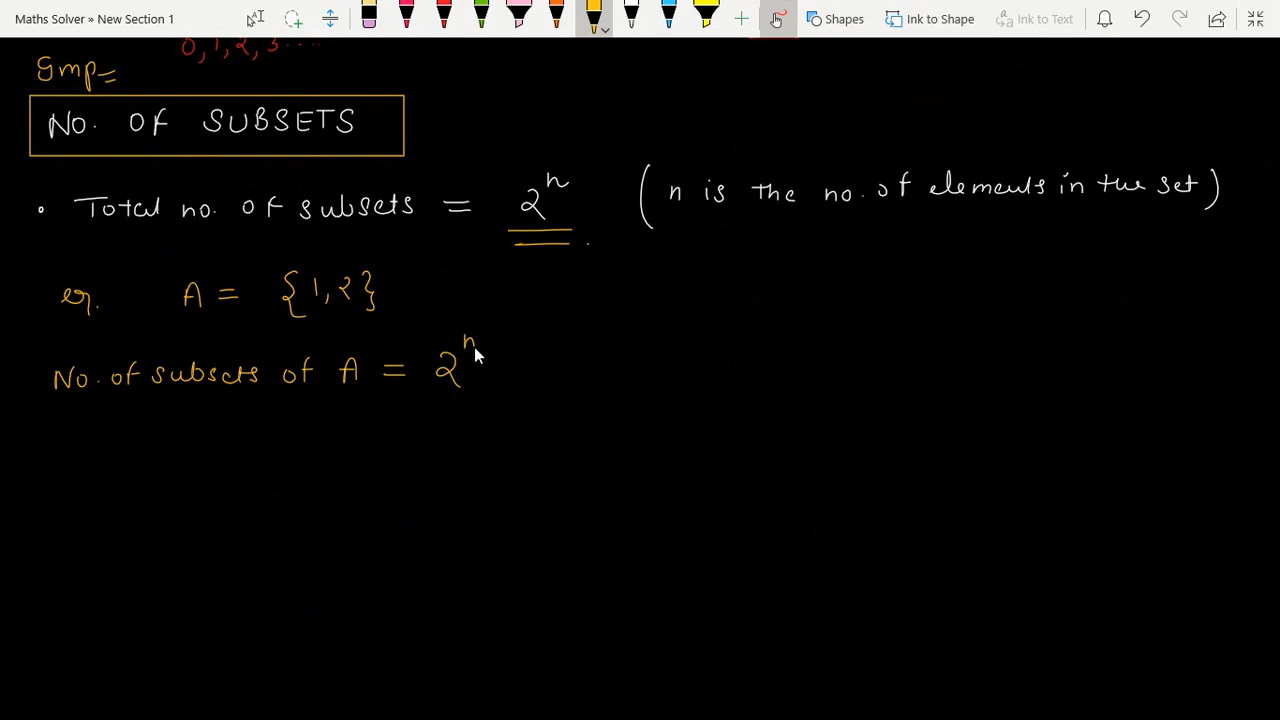 Maths Solver » New Section 1
Shapes
Ink to Shape
Ink to Text
0, 1, 2, 3 ....
Imp=
NO. OF SUBSETS
• Total no. of subsets = 2^n (n is the no. of elements in the set)
ex. A = {1,2}
No. of subsets of A = 2^n